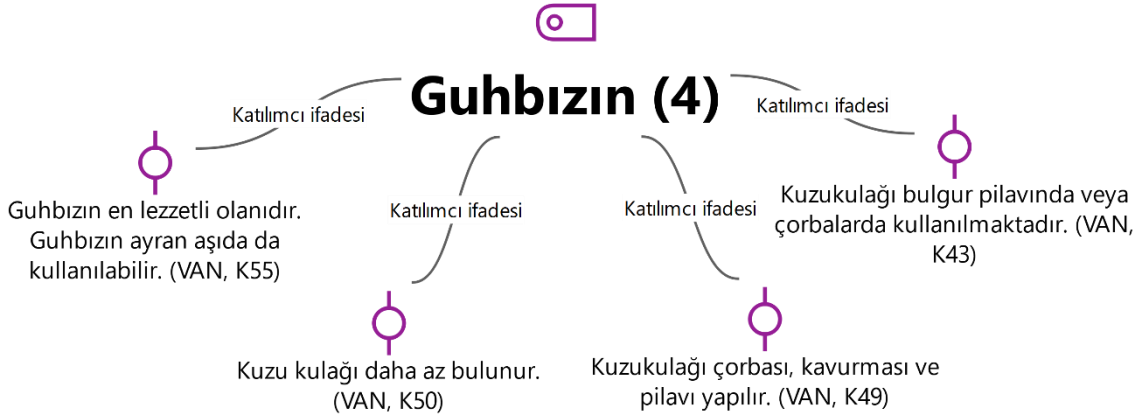 Guhbızın (4)
Katılımcı ifadesi
Guhbızın en lezzetli olanıdır.
Guhbızın ayran aşıda da
kullanılabilir. (VAN, K55)
Katılımcı ifadesi
Kuzu kulağı daha az bulunur.
(VAN, K50)
Katılımcı ifadesi
Kuzukulağı çorbası, kavurması ve
pilavı yapılır. (VAN, K49)
Katılımcı ifadesi
Kuzukulağı bulgur pilavında veya
çorbalarda kullanılmaktadır. (VAN,
K43)